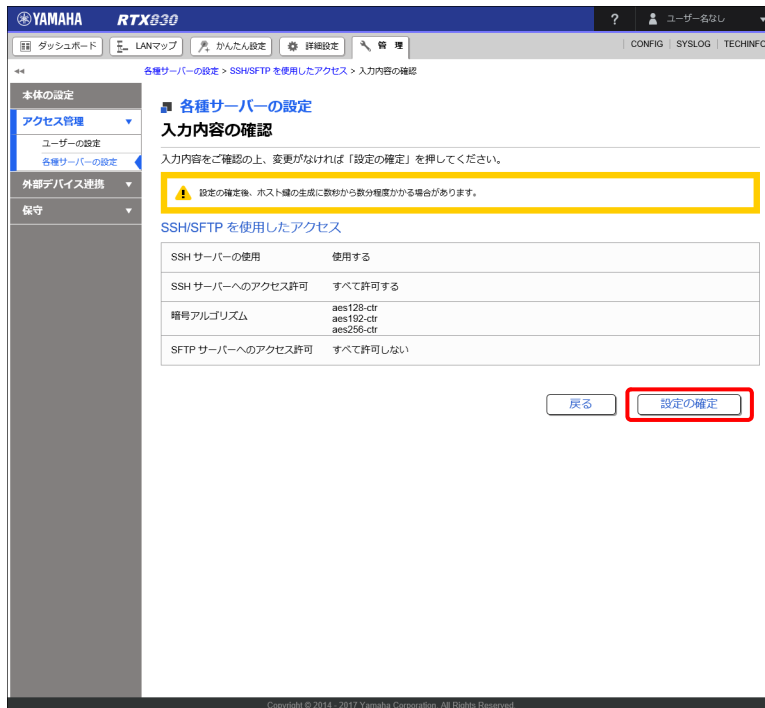 YAMAHA RTX830 ? ユーザー名なし
ダッシュボード LANマップ かんたん設定 詳細設定 管 理 CONFIG SYSLOG TECHINFO
各種サーバーの設定 > SSH/SFTP を使用したアクセス > 入力内容の確認
本体の設定
アクセス管理
ユーザーの設定
各種サーバーの設定
外部デバイス連携
保守
各種サーバーの設定
入力内容の確認
入力内容をご確認の上、変更がなければ「設定の確定」を押してください。
設定の確定後、ホスト鍵の生成に数秒から数分程度かかる場合があります。
SSH/SFTP を使用したアクセス
SSH サーバーの使用 使用する
SSH サーバーへのアクセス許可 すべて許可する
暗号アルゴリズム aes128-ctr
aes192-ctr
aes256-ctr
SFTP サーバーへのアクセス許可 すべて許可しない
戻る 設定の確定
Copyright © 2014 - 2017 Yamaha Corporation. All Rights Reserved.